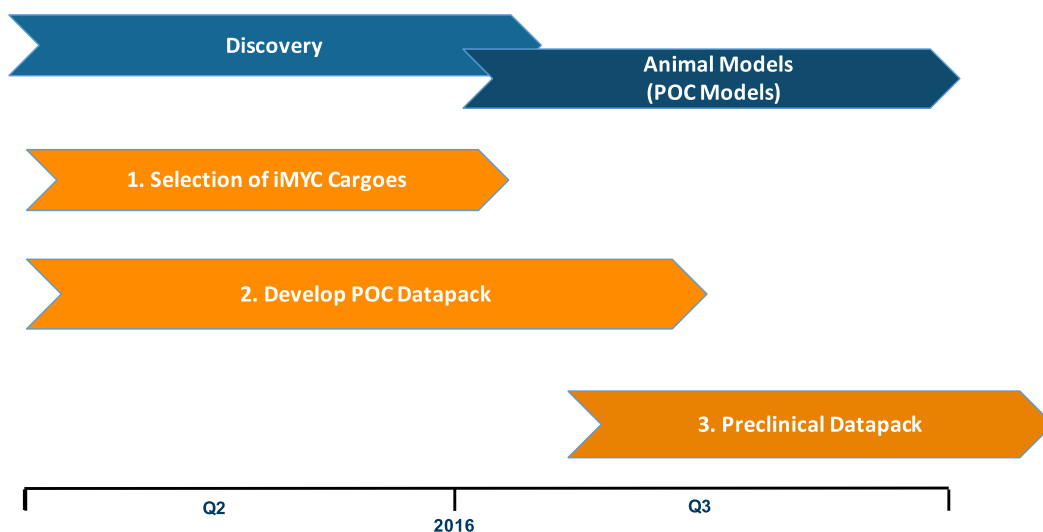 Discovery
Animal Models
(POC Models)
1. Selection of iMYC Cargoes
2. Develop POC Datapack
3. Preclinical Datapack
Q2
Q3
2016